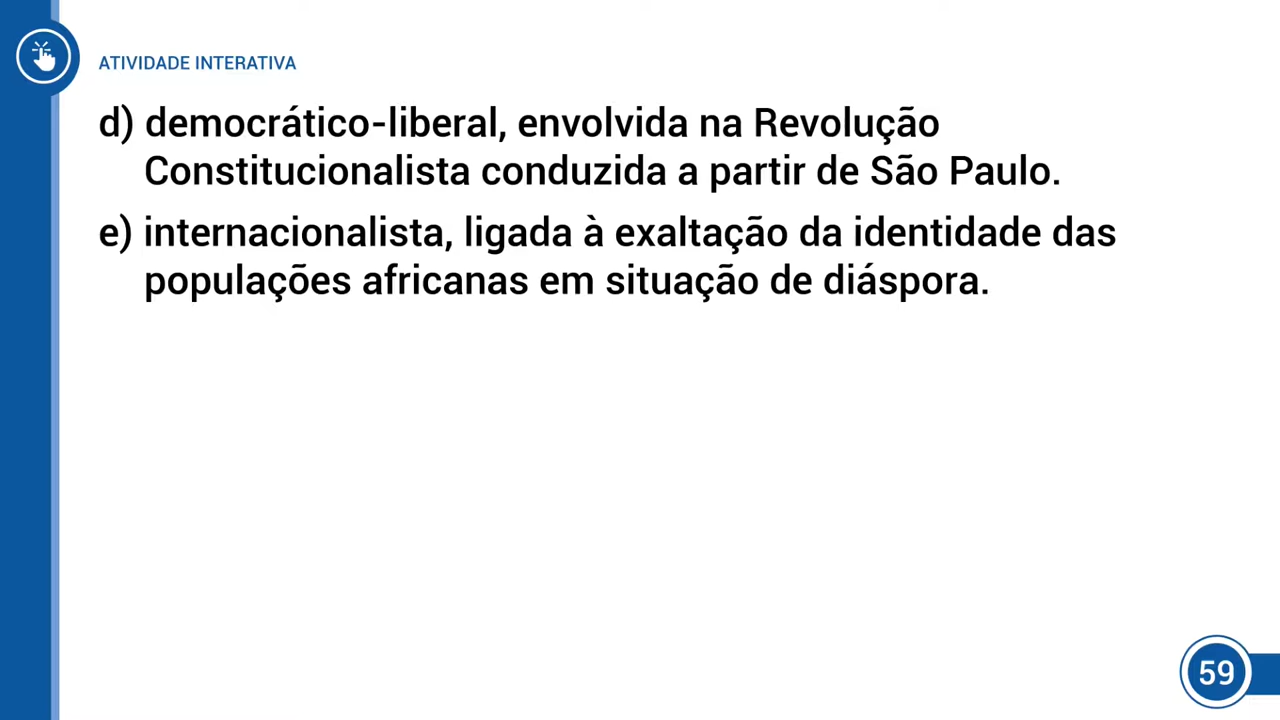 ATIVIDADE INTERATIVA
d) democrático-liberal, envolvida na Revolução
Constitucionalista conduzida a partir de São Paulo.
e) internacionalista, ligada à exaltação da identidade das
populações africanas em situação de diáspora.
59